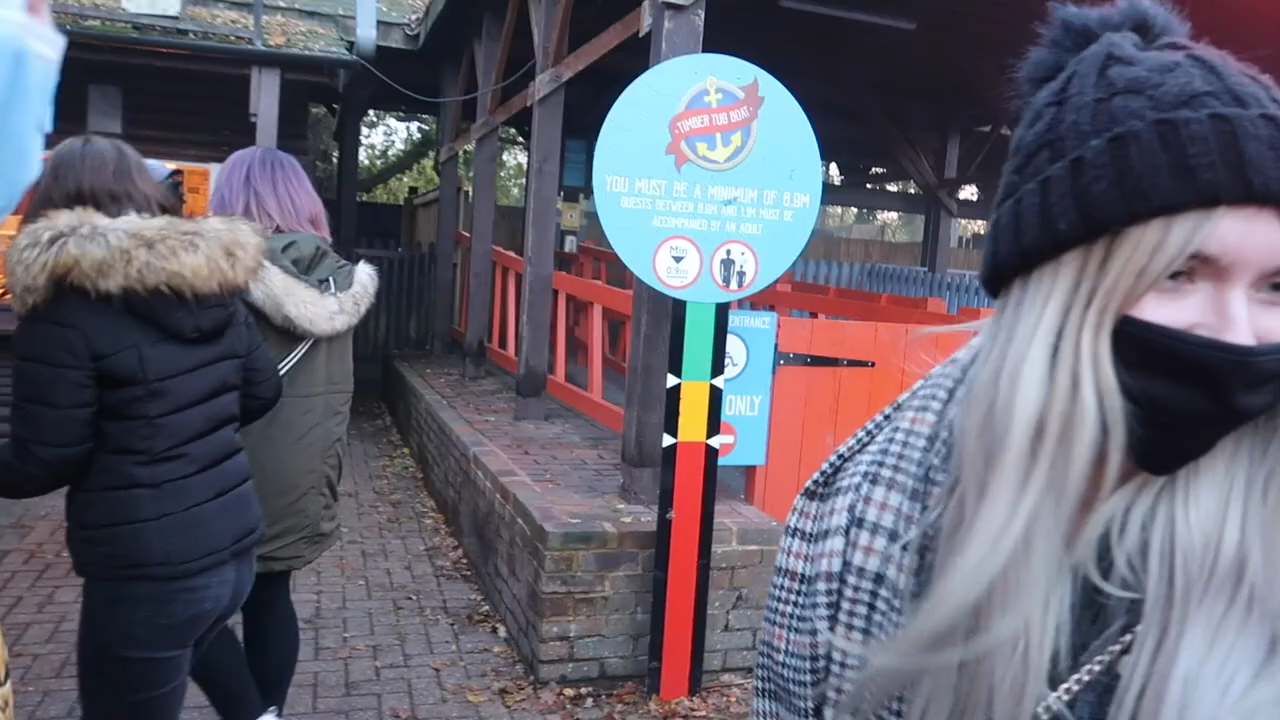 TIMBER TUG BOAT
YOU MUST BE A MINIMUM OF 0.9M
GUESTS BETWEEN 0.9M AND 1.1M MUST BE
ACCOMPANIED BY AN ADULT
Min
0.9m
ENTRANCE
ONLY